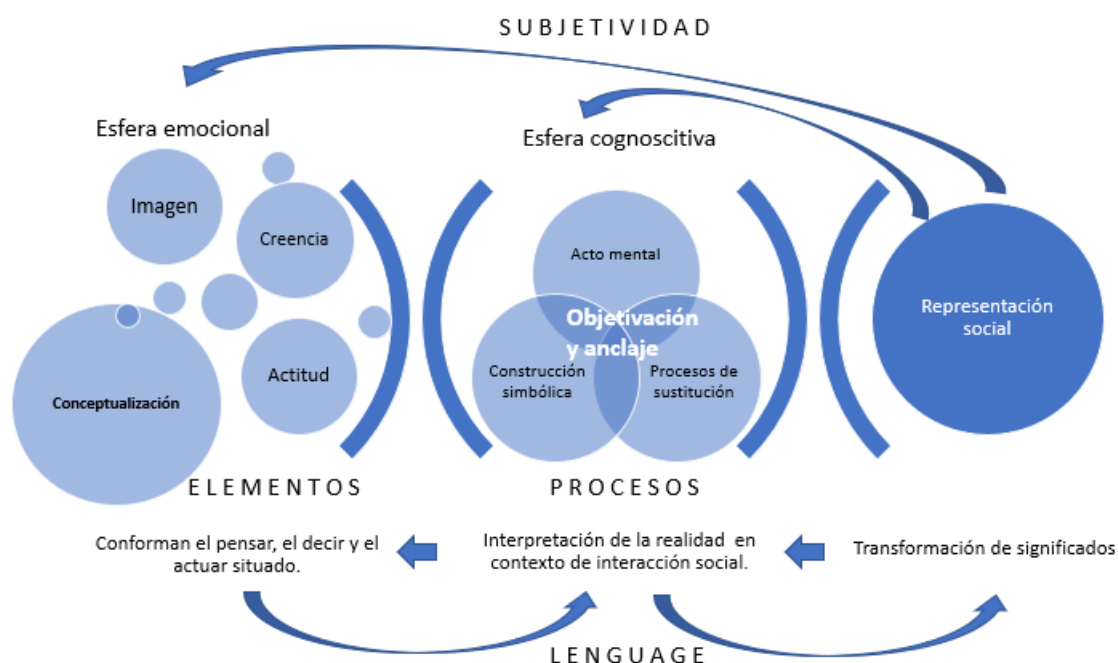 SUBJETIVIDAD
Esfera emocional
Esfera cognoscitiva
Imagen
Creencia
Conceptualización
Actitud
Acto mental
Objetivación
y anclaje
Construcción
simbólica
Procesos de
sustitución
Representación
social
ELEMENTOS
PROCESOS
Conforman el pensar, el decir y el
actuar situado.
Interpretación de la realidad en
contexto de interacción social.
Transformación de significados
LENGUAGE